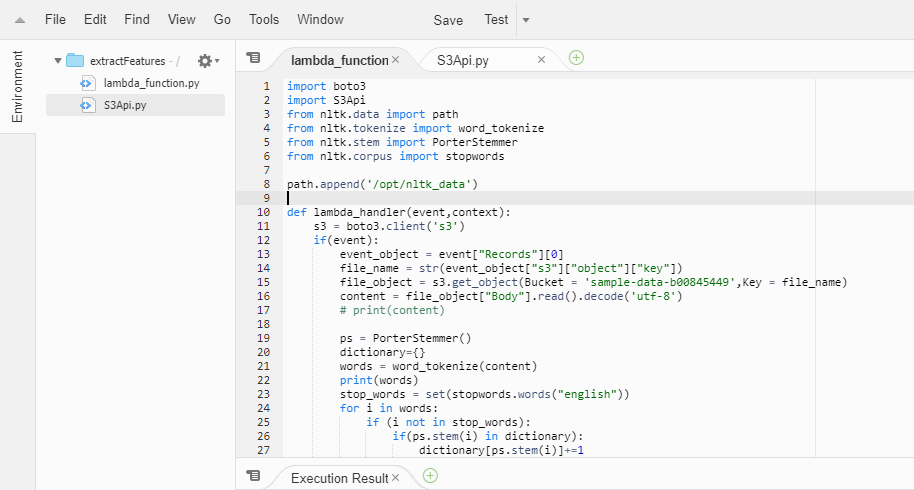 File Edit Find View Go Tools Window Save Test
Environment
extractFeatures - /
lambda_function.py
S3Api.py
lambda_function × S3Api.py ×
1 import boto3
2 import S3Api
3 from nltk.data import path
4 from nltk.tokenize import word_tokenize
5 from nltk.stem import PorterStemmer
6 from nltk.corpus import stopwords
7
8 path.append('/opt/nltk_data')
9
10 def lambda_handler(event,context):
11     s3 = boto3.client('s3')
12     if(event):
13         event_object = event["Records"][0]
14         file_name = str(event_object["s3"]["object"]["key"])
15         file_object = s3.get_object(Bucket = 'sample-data-b00845449',Key = file_name)
16         content = file_object["Body"].read().decode('utf-8')
17         # print(content)
18
19         ps = PorterStemmer()
20         dictionary={}
21         words = word_tokenize(content)
22         print(words)
23         stop_words = set(stopwords.words("english"))
24         for i in words:
25             if (i not in stop_words):
26                 if(ps.stem(i) in dictionary):
27                     dictionary[ps.stem(i)]+=1
Execution Result ×